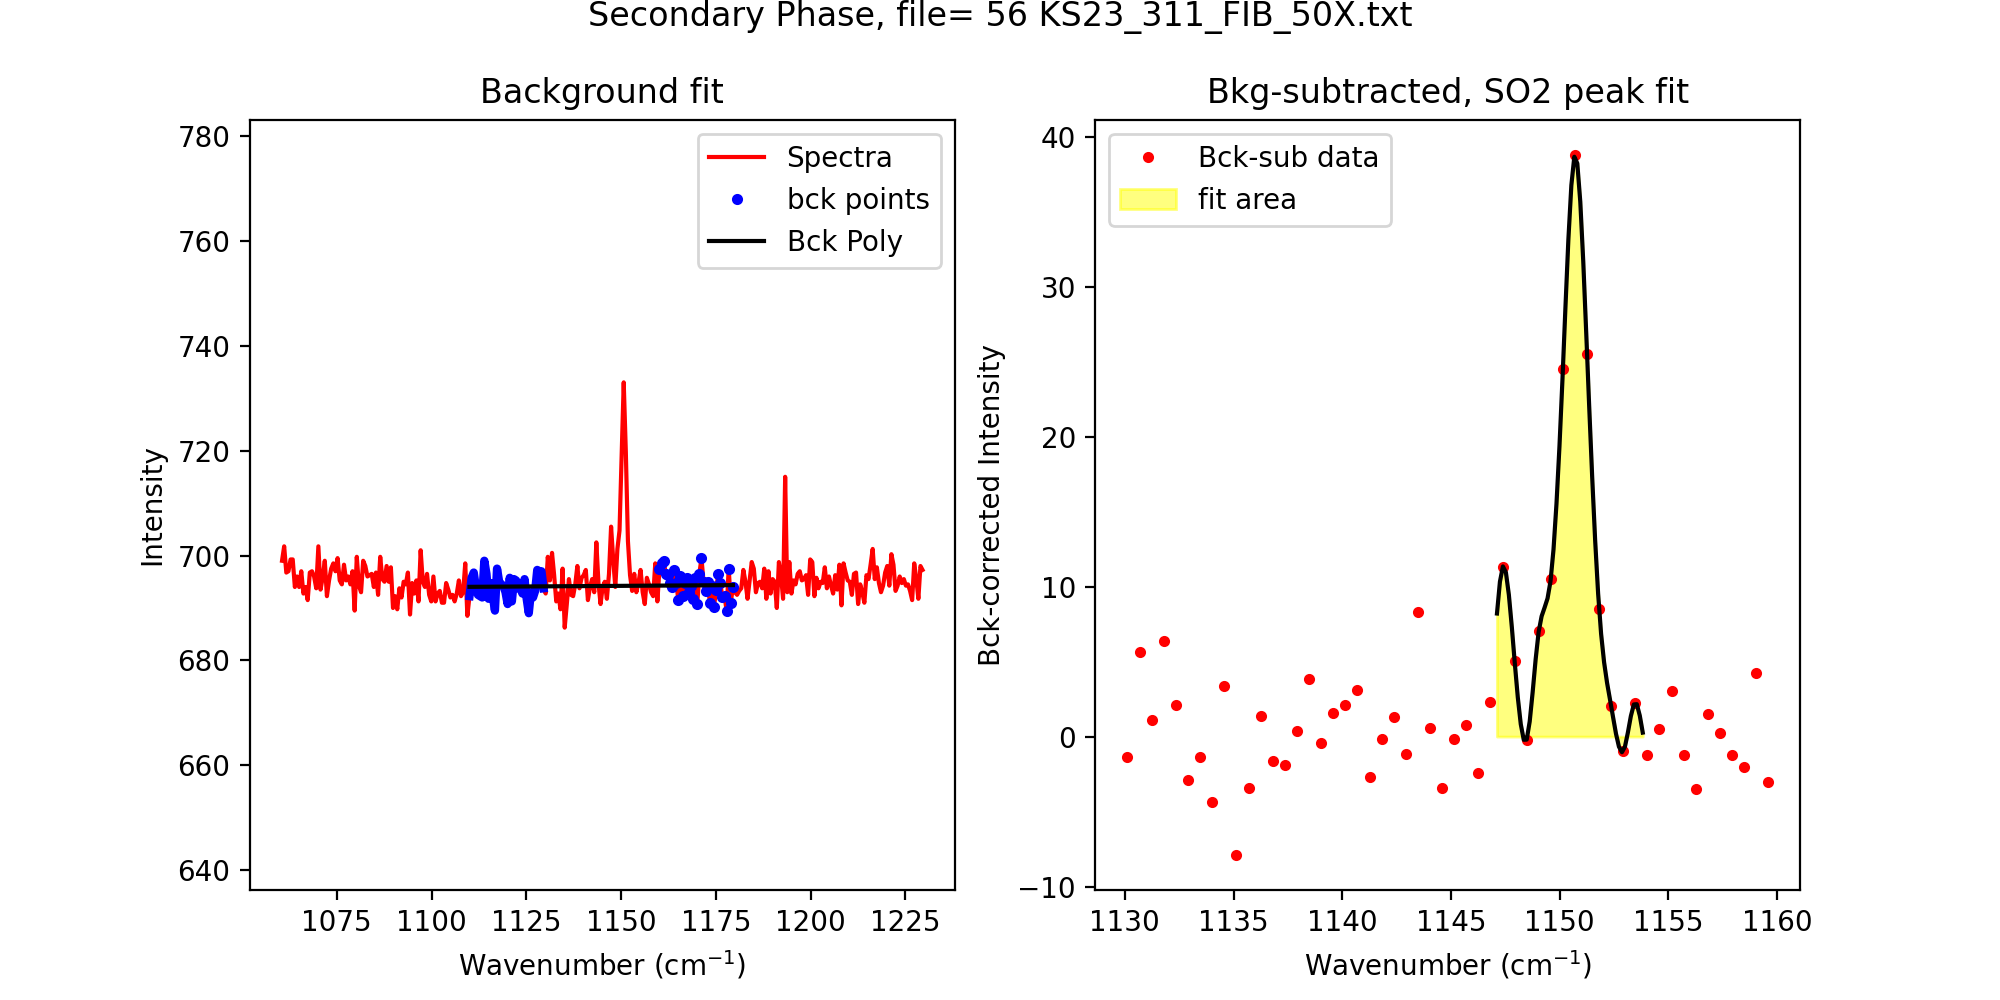 Secondary Phase, file= 56 KS23_311_FIB_50X.txt
Background fit
780
760
740
720
700
680
660
640
Intensity
Spectra
bck points
Bck Poly
1075 1100 1125 1150 1175 1200 1225
Wavenumber (cm⁻¹)
Bkg-subtracted, SO2 peak fit
40
30
20
10
0
−10
Bck-corrected Intensity
Bck-sub data
fit area
1130 1135 1140 1145 1150 1155 1160
Wavenumber (cm⁻¹)